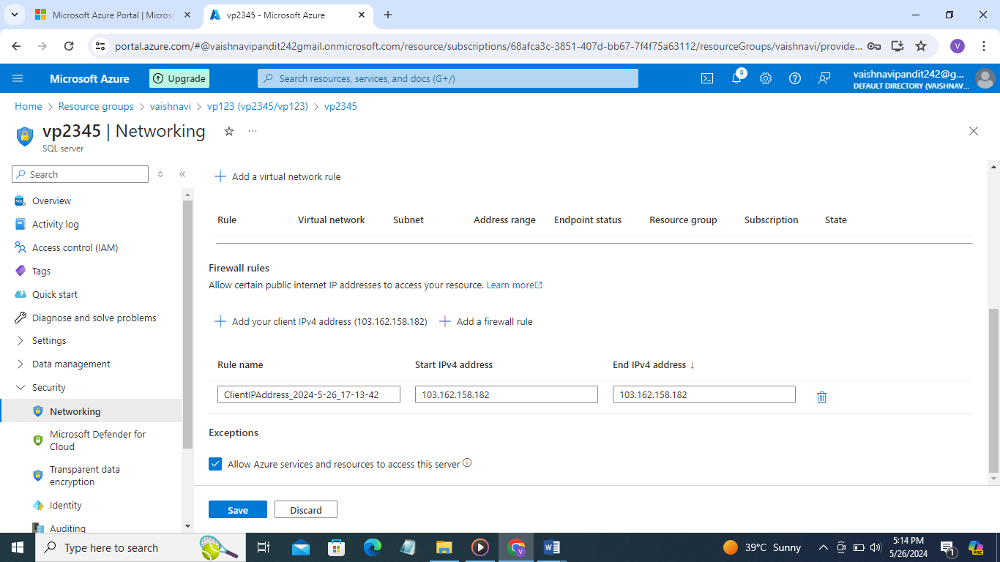 Microsoft Azure Portal | Micros
vp2345 - Microsoft Azure
portal.azure.com/#@vaishnavipandit242gmail.onmicrosoft.com/resource/subscriptions/68afca3c-3851-407d-bb67-7f4f75a63112/resourceGroups/vaishnavi/provide...
V
Microsoft Azure
Upgrade
Search resources, services, and docs (G+/)
9
vaishnavipandit242@g...
DEFAULT DIRECTORY (VAISHNAV...
Home > Resource groups > vaishnavi > vp123 (vp2345/vp123) > vp2345
vp2345 | Networking
SQL server
Search
Overview
Activity log
Access control (IAM)
Tags
Quick start
Diagnose and solve problems
Settings
Data management
Security
Networking
Microsoft Defender for
Cloud
Transparent data
encryption
Identity
Auditing
Add a virtual network rule
Rule Virtual network Subnet Address range Endpoint status Resource group Subscription State
Firewall rules
Allow certain public internet IP addresses to access your resource. Learn more
Add your client IPv4 address (103.162.158.182) Add a firewall rule
Rule name Start IPv4 address End IPv4 address ↓
ClientIPAddress_2024-5-26_17-13-42 103.162.158.182 103.162.158.182
Exceptions
Allow Azure services and resources to access this server
Save Discard
Type here to search
39°C Sunny
5:14 PM
5/26/2024
1
PRE